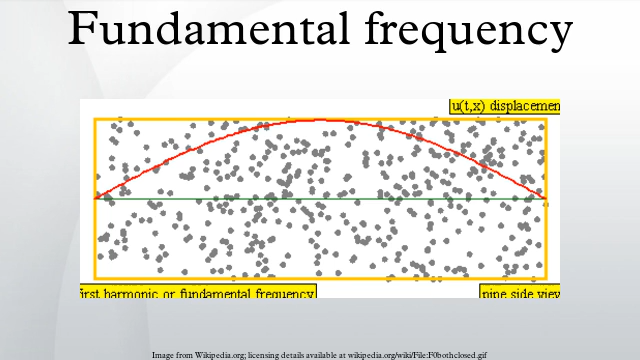 Fundamental frequency
u(t,x) displacemen
irst harmonic or fundamental frequency
pipe side view
Image from Wikipedia.org; licensing details available at wikipedia.org/wiki/File:F0bothclosed.gif